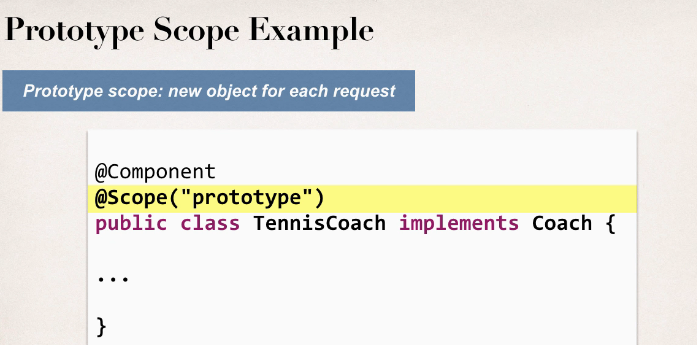 Prototype Scope Example
Prototype scope: new object for each request
@Component
@Scope("prototype")
public class TennisCoach implements Coach {
...
}